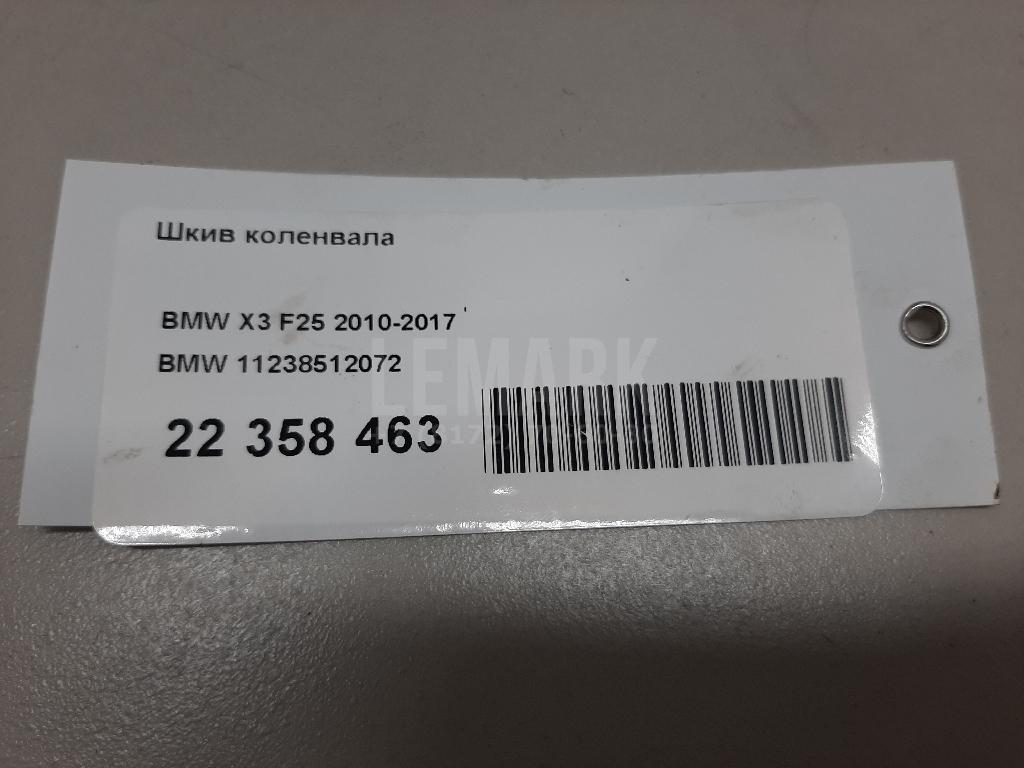 Шкив коленвала
BMW X3 F25 2010-2017
BMW 11238512072
LEMARK
22 358 463